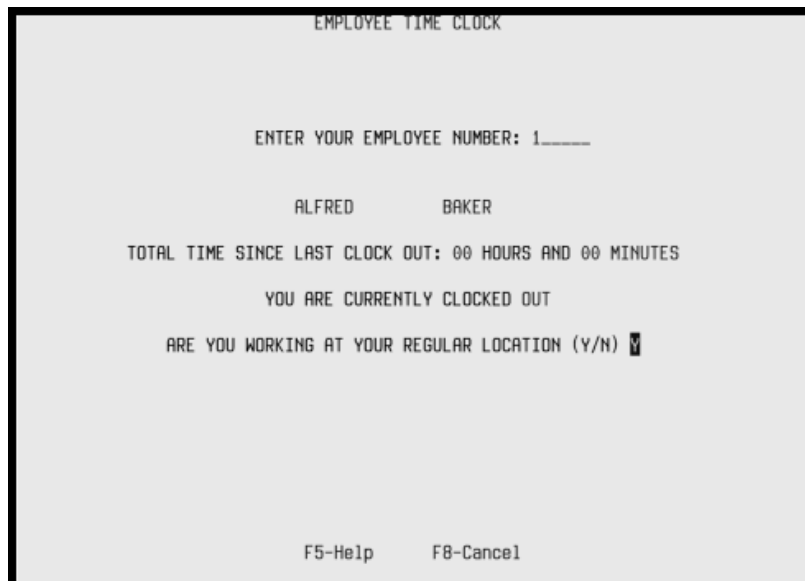 EMPLOYEE TIME CLOCK
ENTER YOUR EMPLOYEE NUMBER: 1_____
ALFRED BAKER
TOTAL TIME SINCE LAST CLOCK OUT: 00 HOURS AND 00 MINUTES
YOU ARE CURRENTLY CLOCKED OUT
ARE YOU WORKING AT YOUR REGULAR LOCATION (Y/N) Y
F5-Help F8-Cancel